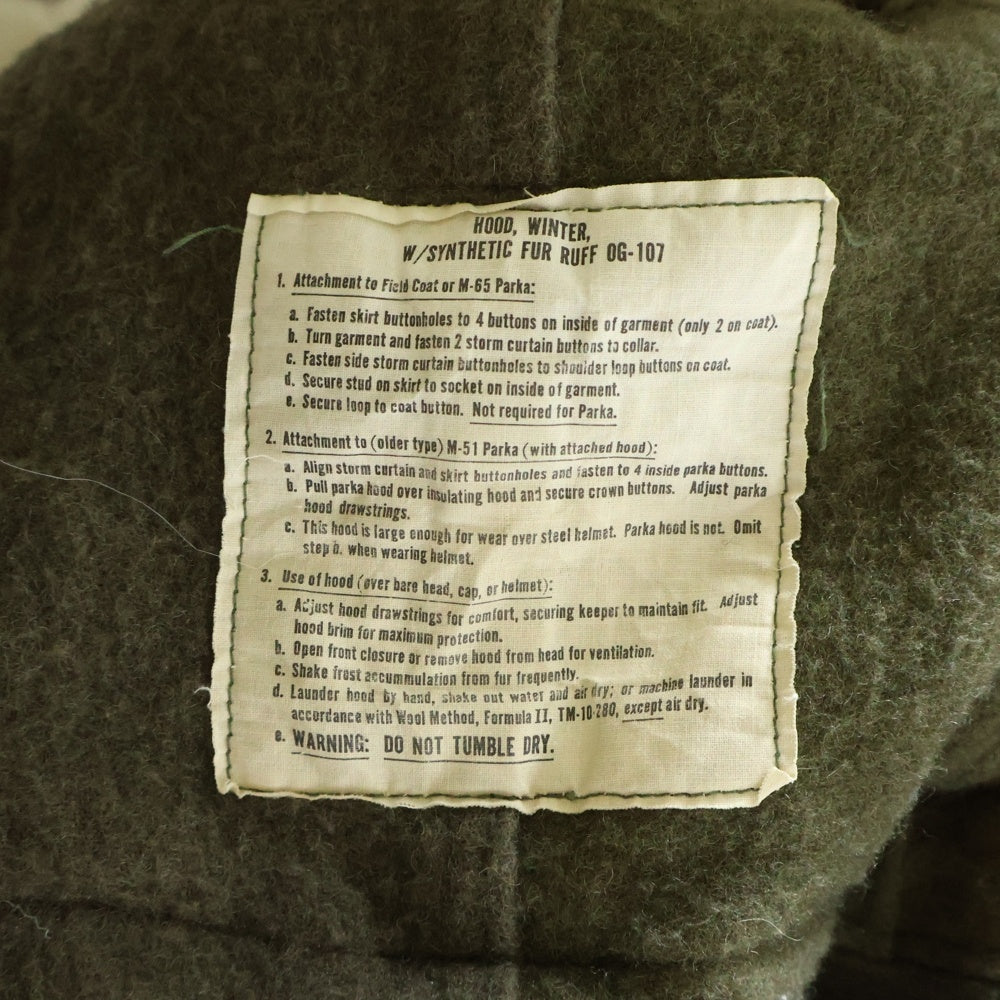 HOOD, WINTER,
W/SYNTHETIC FUR RUFF OG-107
1. Attachment to Field Coat or M-65 Parka:
a. Fasten skirt buttonholes to 4 buttons on inside of garment (only 2 on coat).
b. Turn garment and fasten 2 storm curtain buttons to collar.
c. Fasten side storm curtain buttonholes to shoulder loop buttons on coat.
d. Secure stud on skirt to socket on inside of garment.
e. Secure loop to coat button. Not required for Parka.
2. Attachment to (older type) M-51 Parka (with attached hood):
a. Align storm curtain and skirt buttonholes and fasten to 4 inside parka buttons.
b. Pull parka hood over insulating hood and secure crown buttons. Adjust parka
hood drawstrings.
c. This hood is large enough for wear over steel helmet. Parka hood is not. Omit
step b. when wearing helmet.
3. Use of hood (over bare head, cap, or helmet):
a. Adjust hood drawstrings for comfort, securing keeper to maintain fit. Adjust
hood brim for maximum protection.
b. Open front closure or remove hood from head for ventilation.
c. Shake frost accumulation from fur frequently.
d. Launder hood by hand, shake out water and air dry; or machine launder in
accordance with Wool Method, Formula II, TM-10-280, except air dry.
e. WARNING: DO NOT TUMBLE DRY.